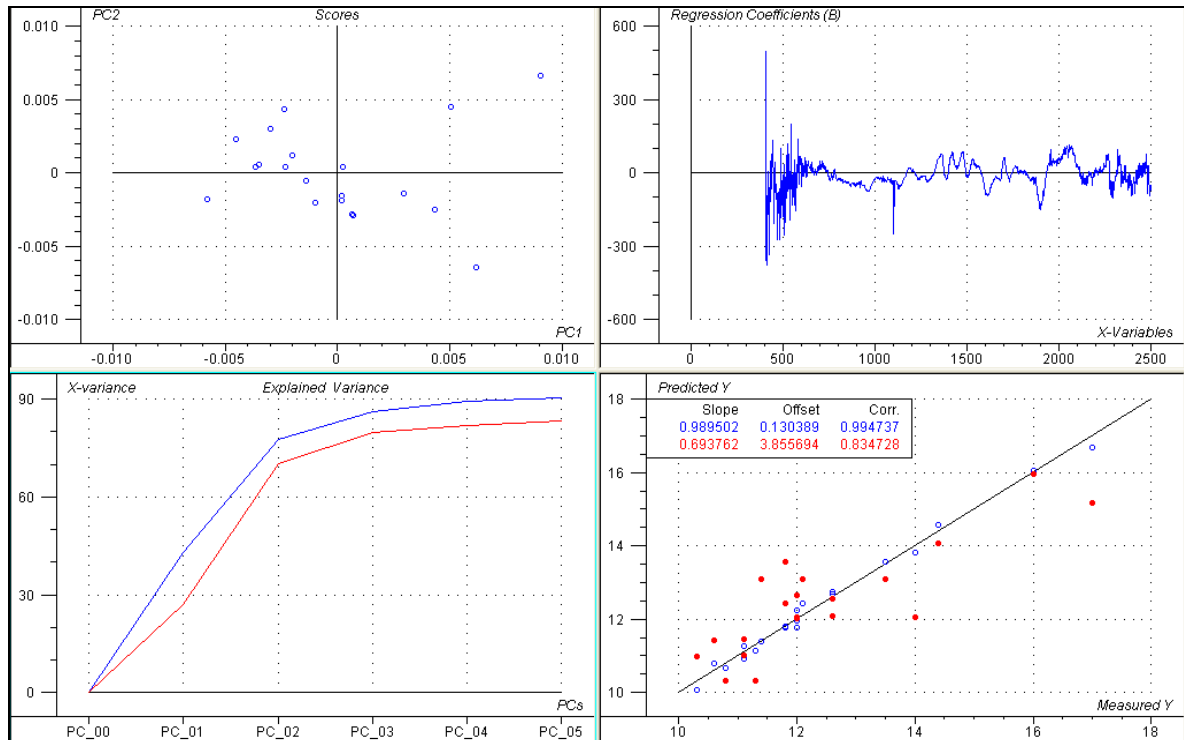 PC2 Scores
0.010
0.005
0
-0.005
-0.010
PC1
-0.010 -0.005 0 0.005 0.010
Regression Coefficients (B)
600
300
0
-300
-600
X-Variables
0 500 1000 1500 2000 2500
X-variance Explained Variance
90
60
30
0
PCs
PC_00 PC_01 PC_02 PC_03 PC_04 PC_05
Predicted Y
18
Slope Offset Corr.
0.989502 0.130389 0.994737
0.693762 3.855694 0.834728
16
14
12
10
Measured Y
10 12 14 16 18